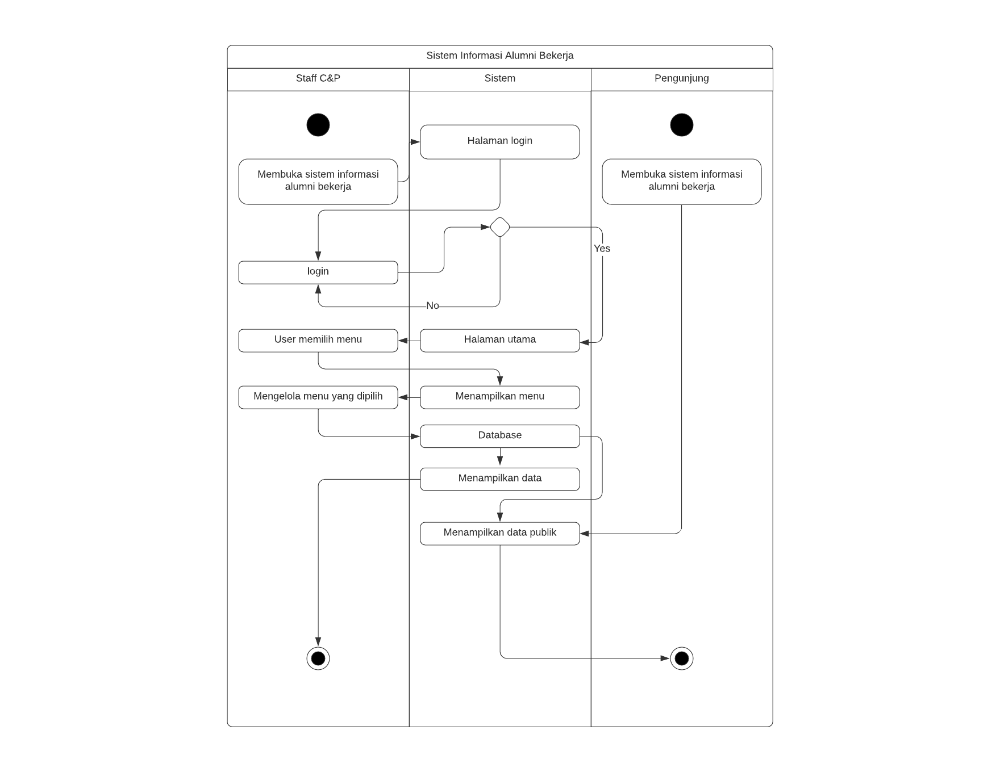 Sistem Informasi Alumni Bekerja
Staff C&P
Sistem
Pengunjung
Halaman login
Membuka sistem informasi
alumni bekerja
Membuka sistem informasi
alumni bekerja
Yes
login
No
User memilih menu
Halaman utama
Mengelola menu yang dipilih
Menampilkan menu
Database
Menampilkan data
Menampilkan data publik